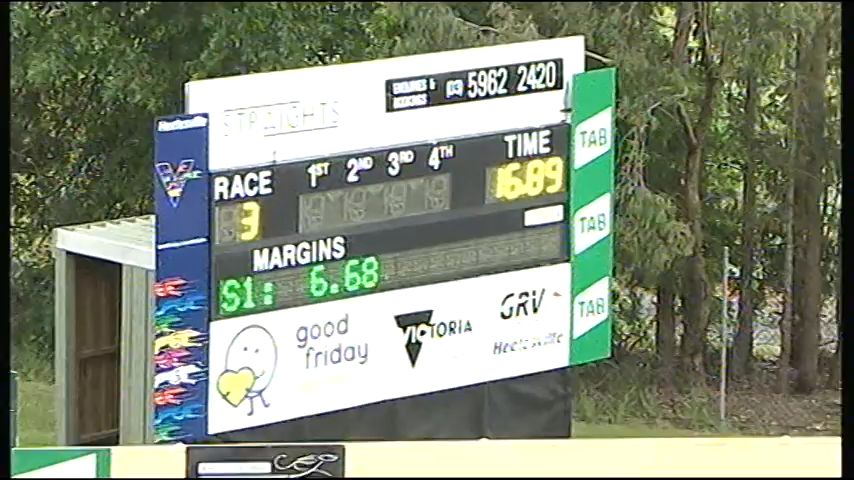 ENQUIRIES & BOOKINGS (03) 5962 2420
STRAIGHTS
Healesville
RACE 1ST 2ND 3RD 4TH TIME
3 16.89
MARGINS
S1: 6.68
TAB
TAB
TAB
good friday
VICTORIA
GRV
Healesville